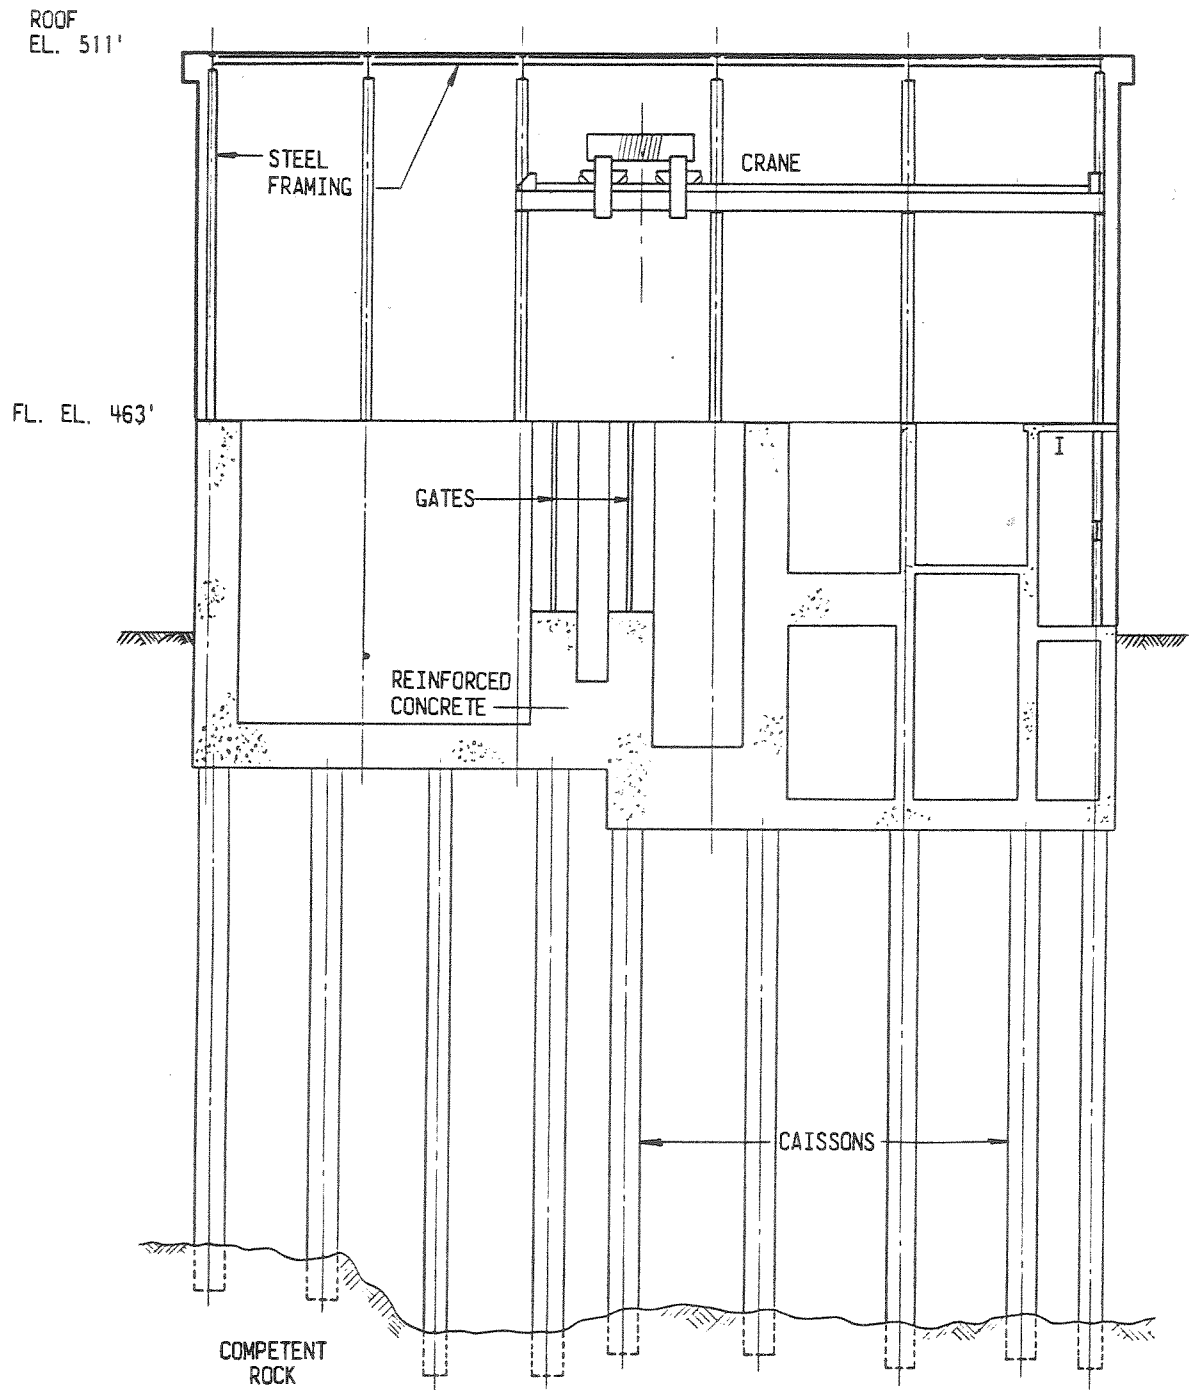 ROOF
EL. 511'
STEEL
FRAMING
CRANE
FL. EL. 463'
I
GATES
REINFORCED
CONCRETE
CAISSONS
COMPETENT
ROCK